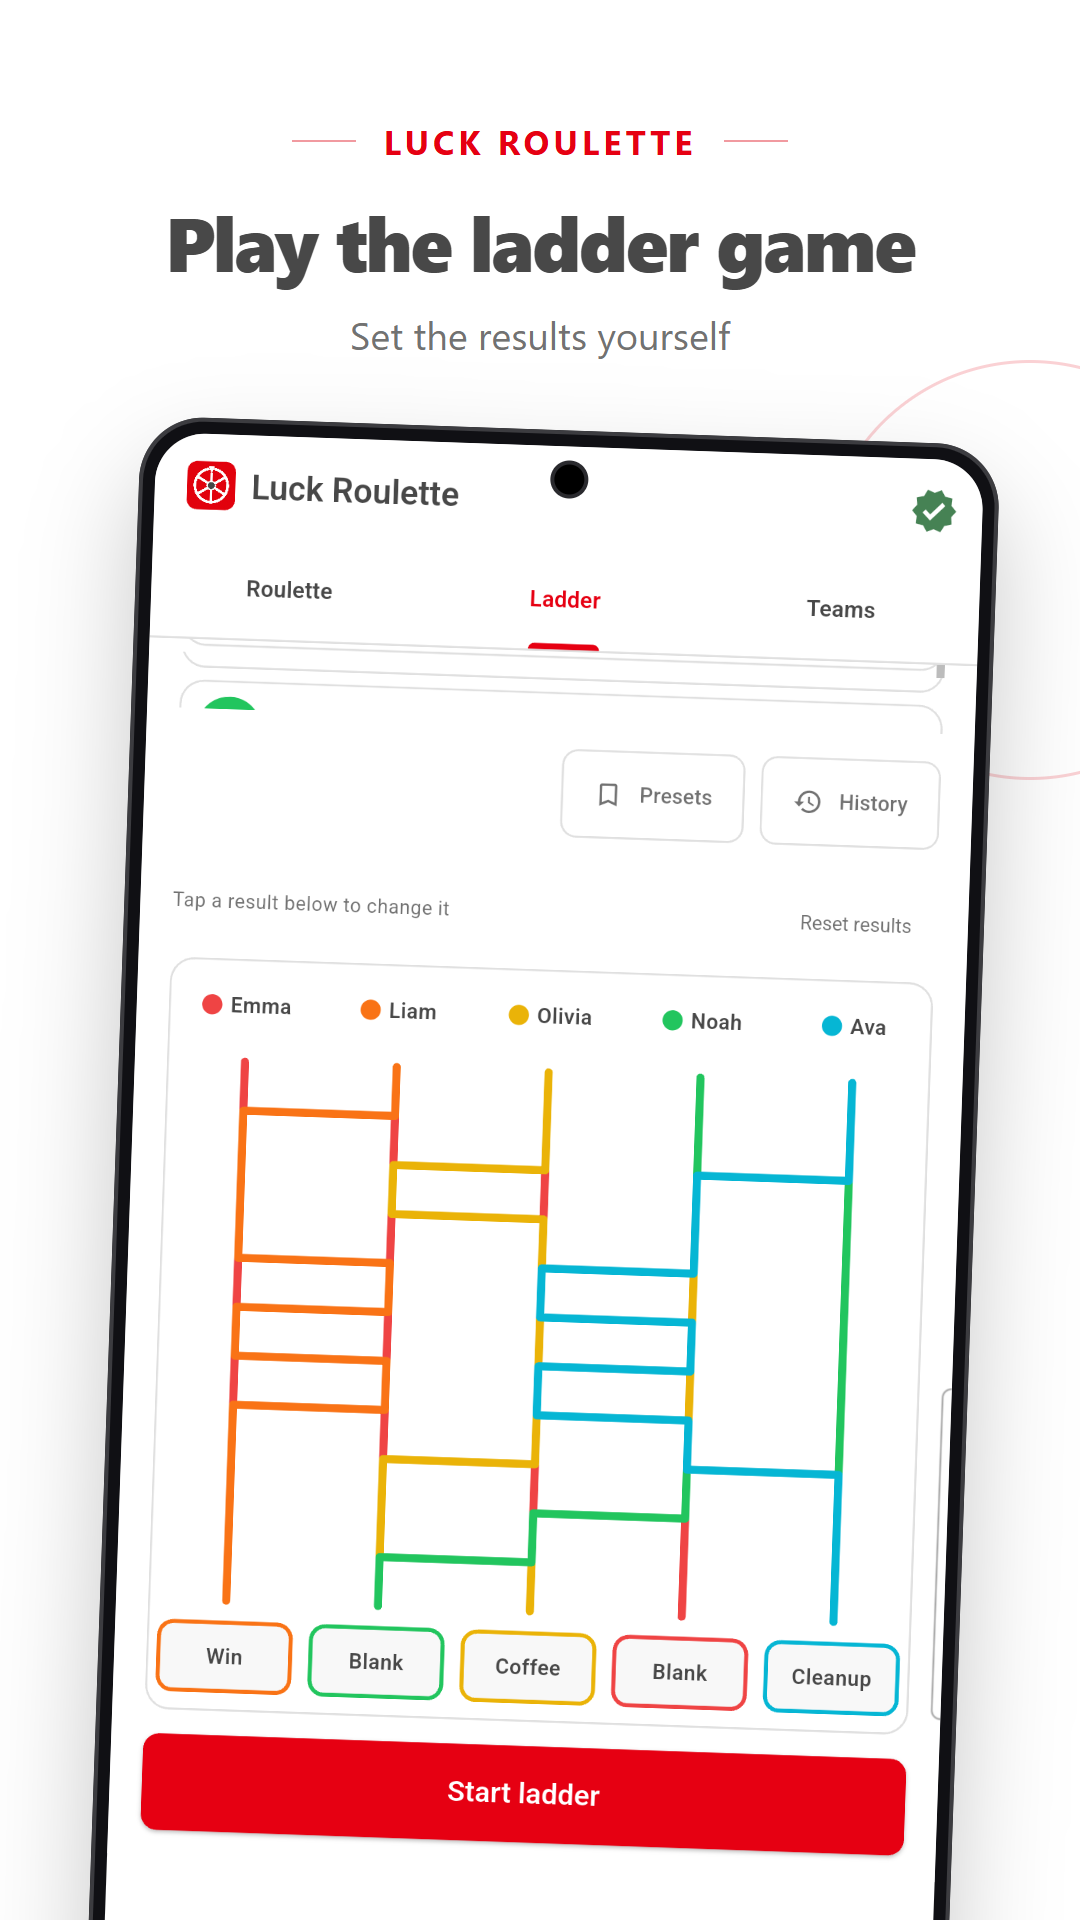 LUCK ROULETTE
Play the ladder game
Set the results yourself
Luck Roulette
Roulette Ladder Teams
Presets History
Tap a result below to change it Reset results
Emma Liam Olivia Noah Ava
Win Blank Coffee Blank Cleanup
Start ladder